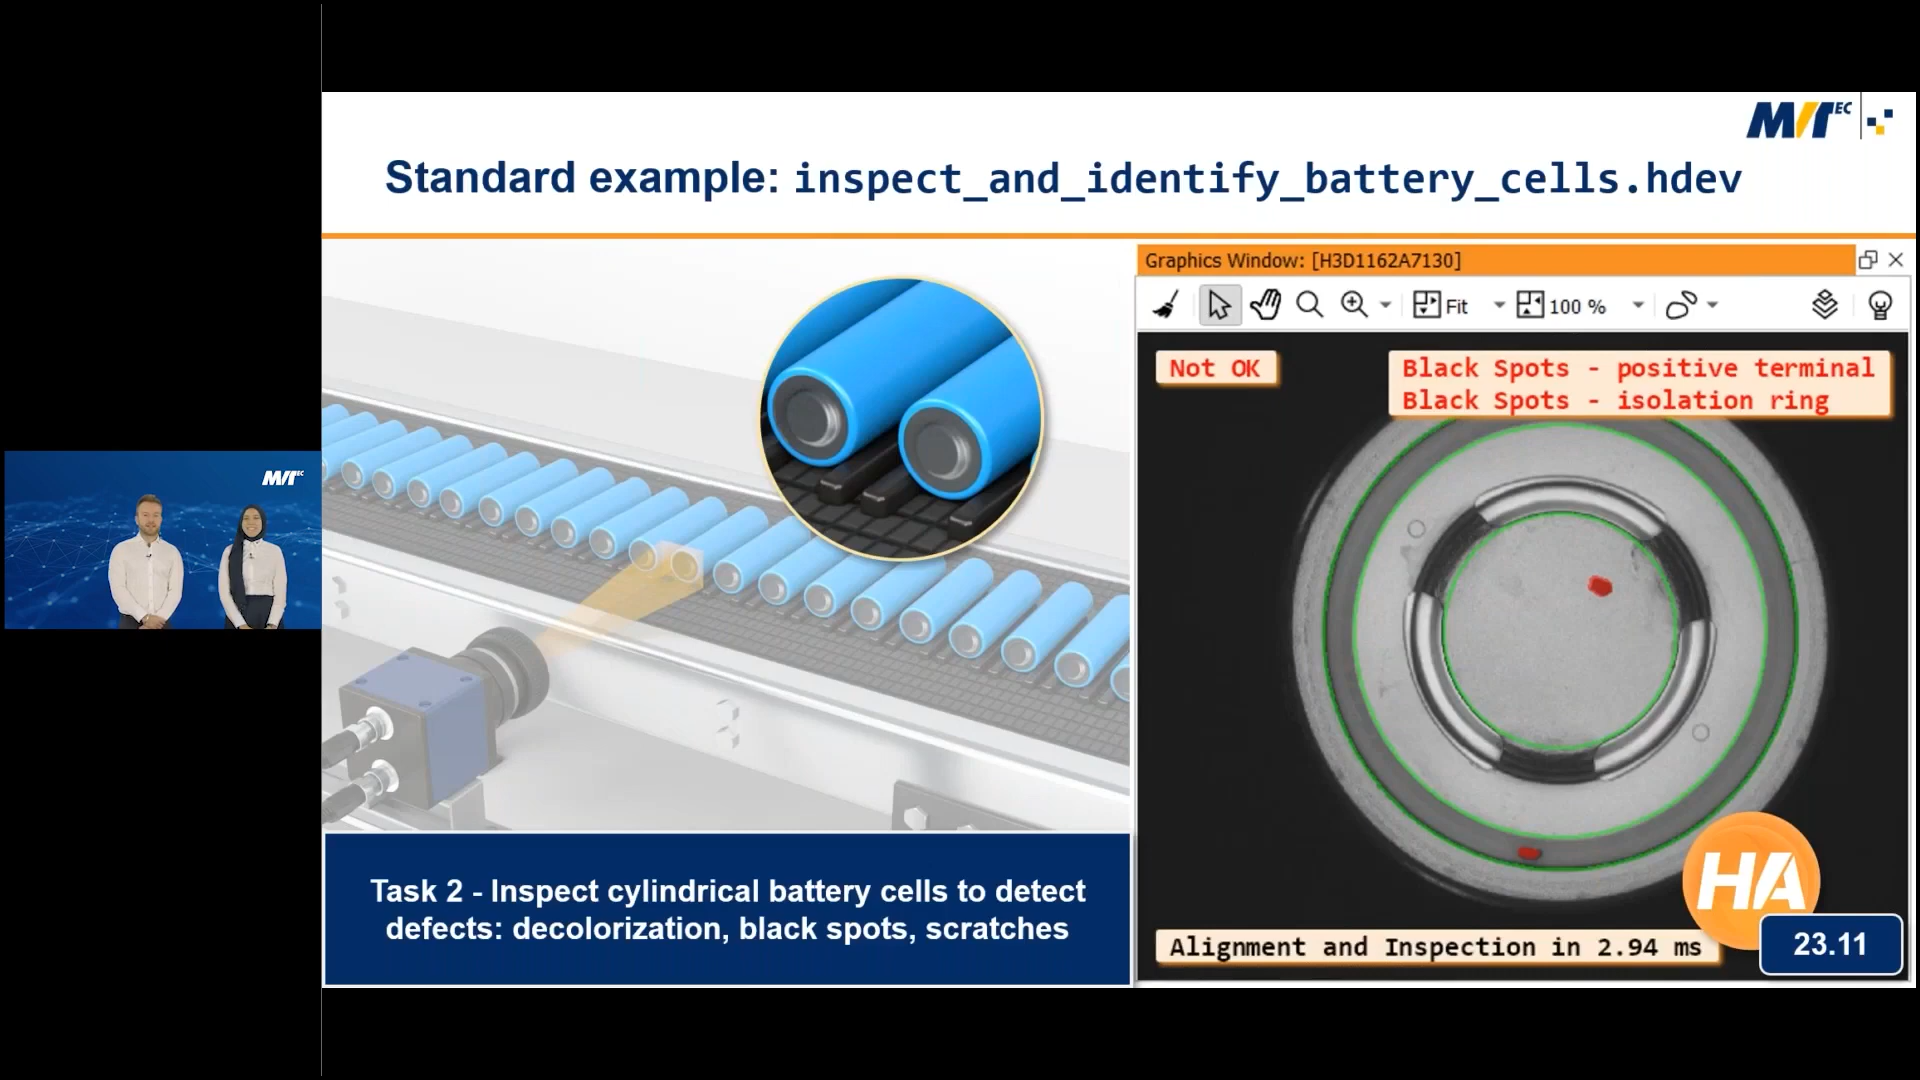 MVTEC
MVTEC
Standard example: inspect_and_identify_battery_cells.hdev
Graphics Window: [H3D1162A7130]
Fit
100 %
Not OK
Black Spots - positive terminal
Black Spots - isolation ring
Task 2 - Inspect cylindrical battery cells to detect
defects: decolorization, black spots, scratches
Alignment and Inspection in 2.94 ms
HA
23.11